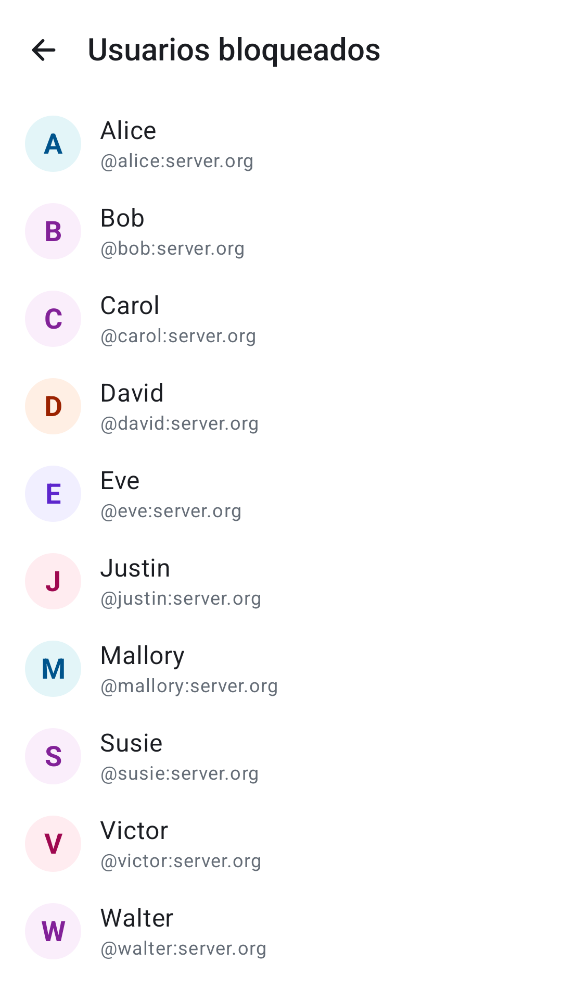 Usuarios bloqueados
A
Alice
@alice:server.org
B
Bob
@bob:server.org
C
Carol
@carol:server.org
D
David
@david:server.org
E
Eve
@eve:server.org
J
Justin
@justin:server.org
M
Mallory
@mallory:server.org
S
Susie
@susie:server.org
V
Victor
@victor:server.org
W
Walter
@walter:server.org